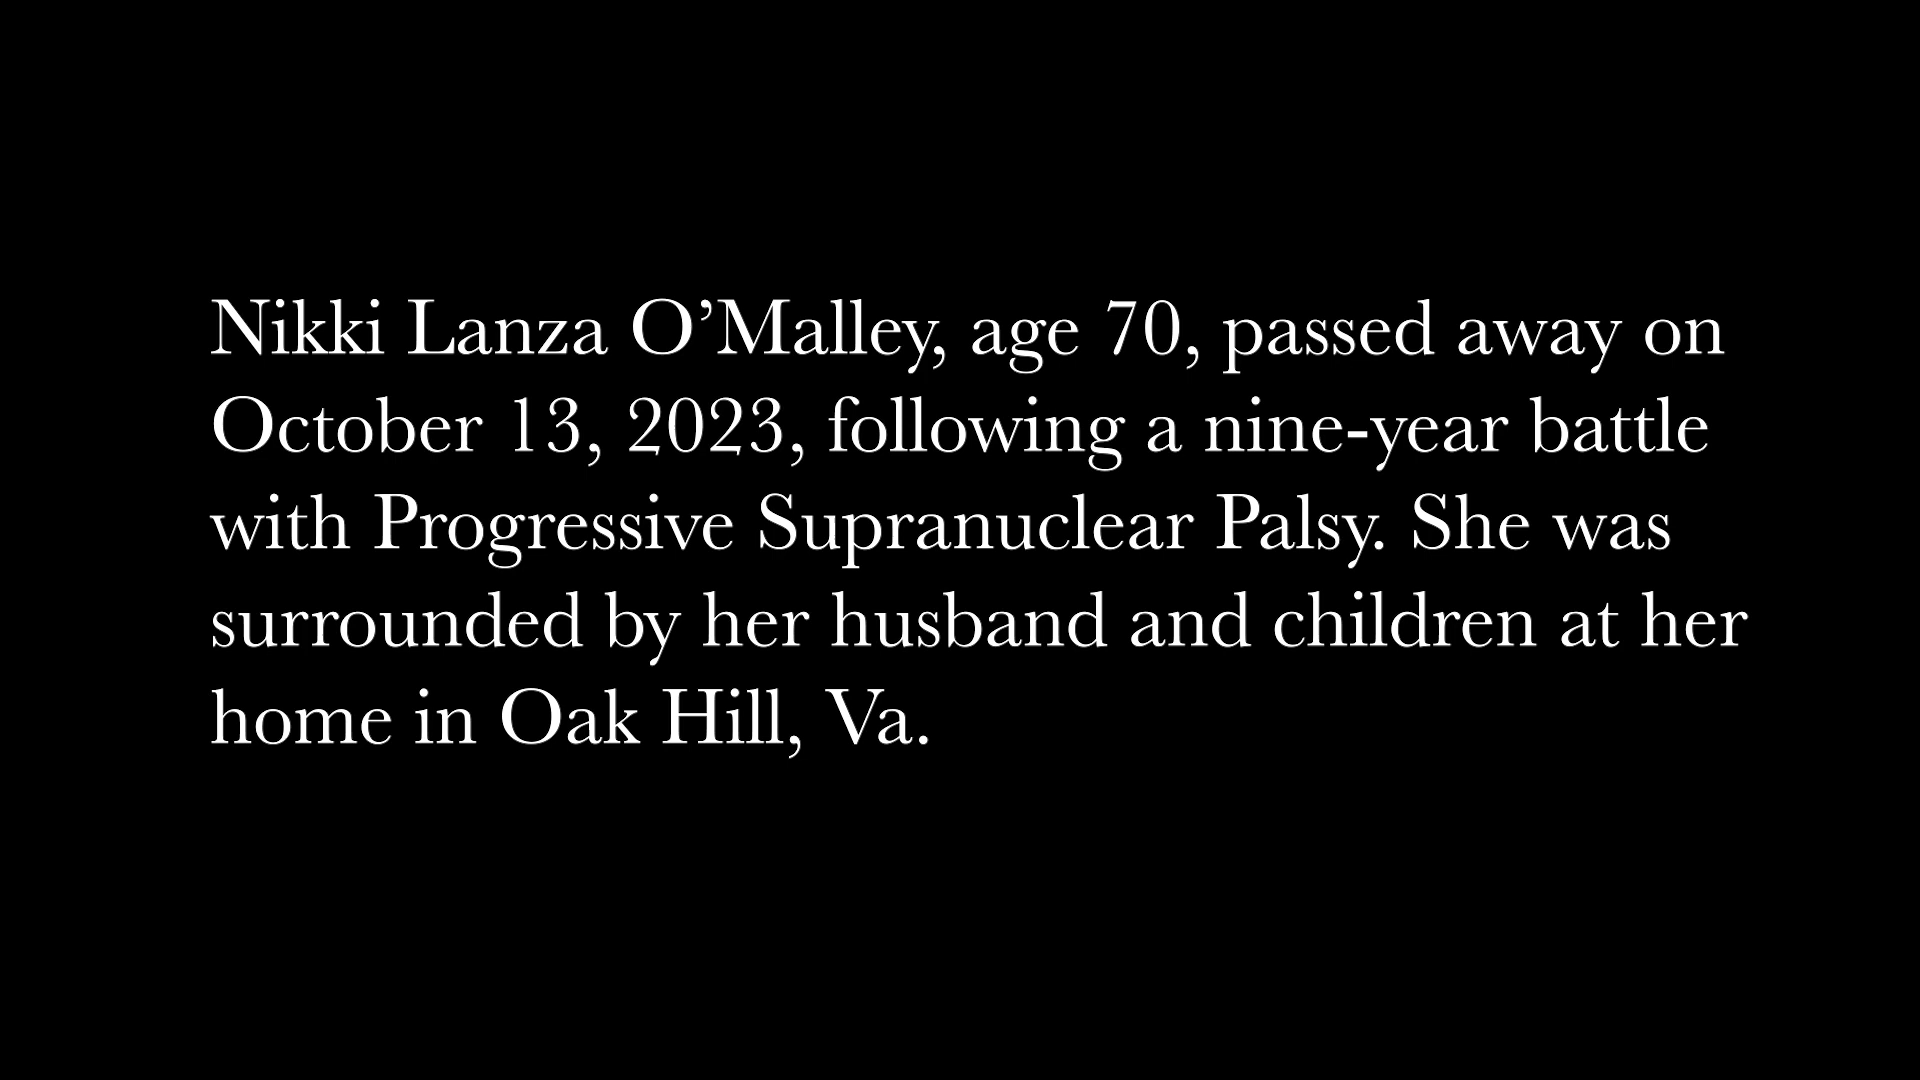 Nikki Lanza O’Malley, age 70, passed away on
October 13, 2023, following a nine-year battle
with Progressive Supranuclear Palsy. She was
surrounded by her husband and children at her
home in Oak Hill, Va.